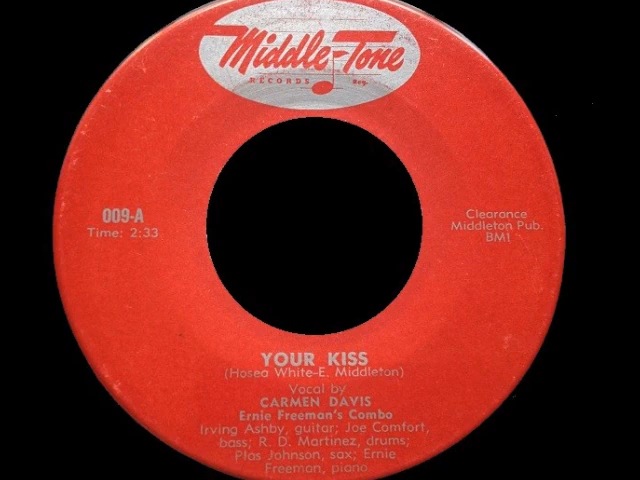 Middle-Tone
RECORDS Reg.
009-A
Time: 2:33
Clearance
Middleton Pub.
BMI
YOUR KISS
(Hosea White-E. Middleton)
Vocal by
CARMEN DAVIS
Ernie Freeman's Combo
Irving Ashby, guitar; Joe Comfort,
bass; R. D. Martinez, drums;
Plas Johnson, sax; Ernie
Freeman, piano